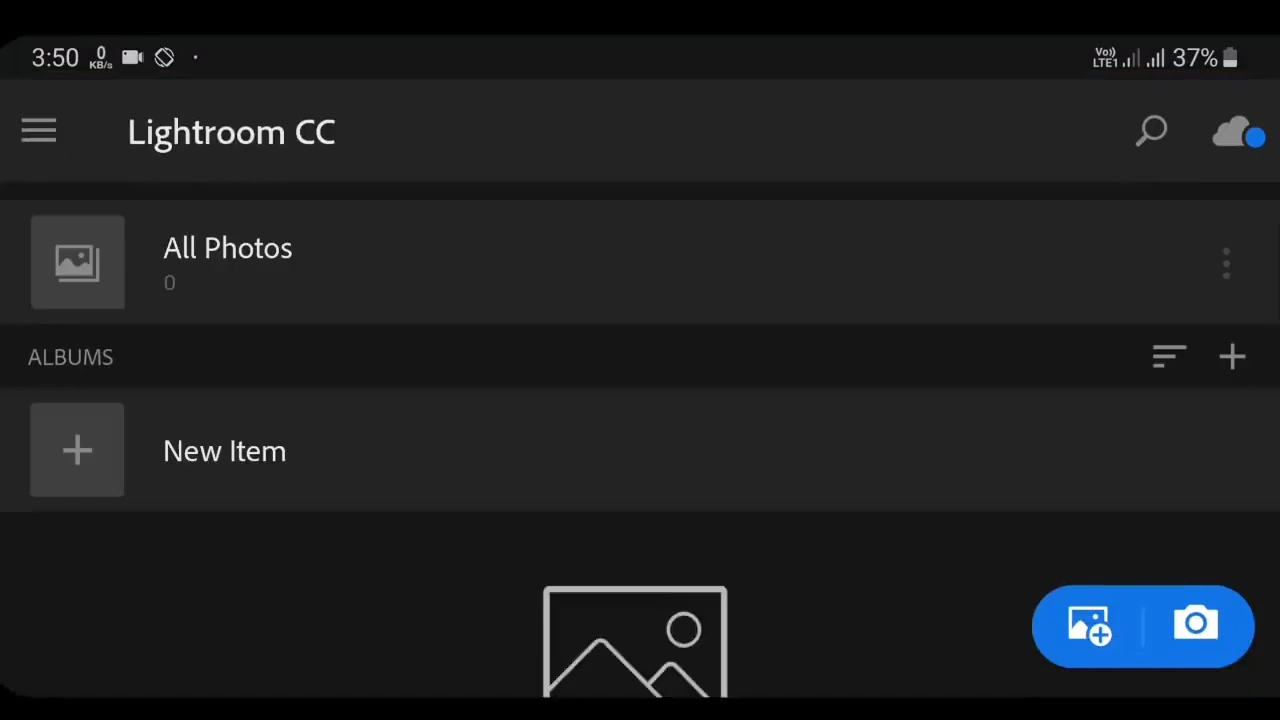 3:50 0 KB/s Vo)) LTE1 37%
Lightroom CC
All Photos
0
ALBUMS
New Item